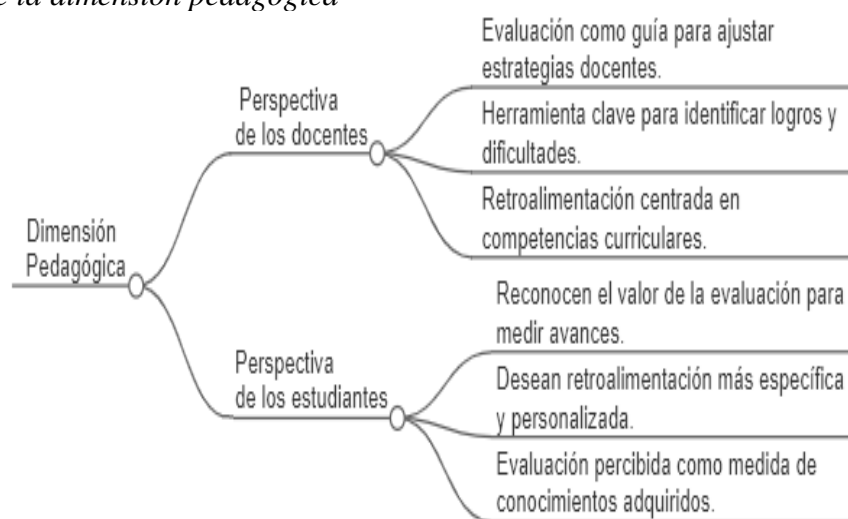 de la dimensión pedagógica
Evaluación como guía para ajustar
estrategias docentes.
Perspectiva
de los docentes
Herramienta clave para identificar logros y
dificultades.
Retroalimentación centrada en
competencias curriculares.
Dimensión
Pedagógica
Reconocen el valor de la evaluación para
medir avances.
Perspectiva
de los estudiantes
Desean retroalimentación más específica
y personalizada.
Evaluación percibida como medida de
conocimientos adquiridos.